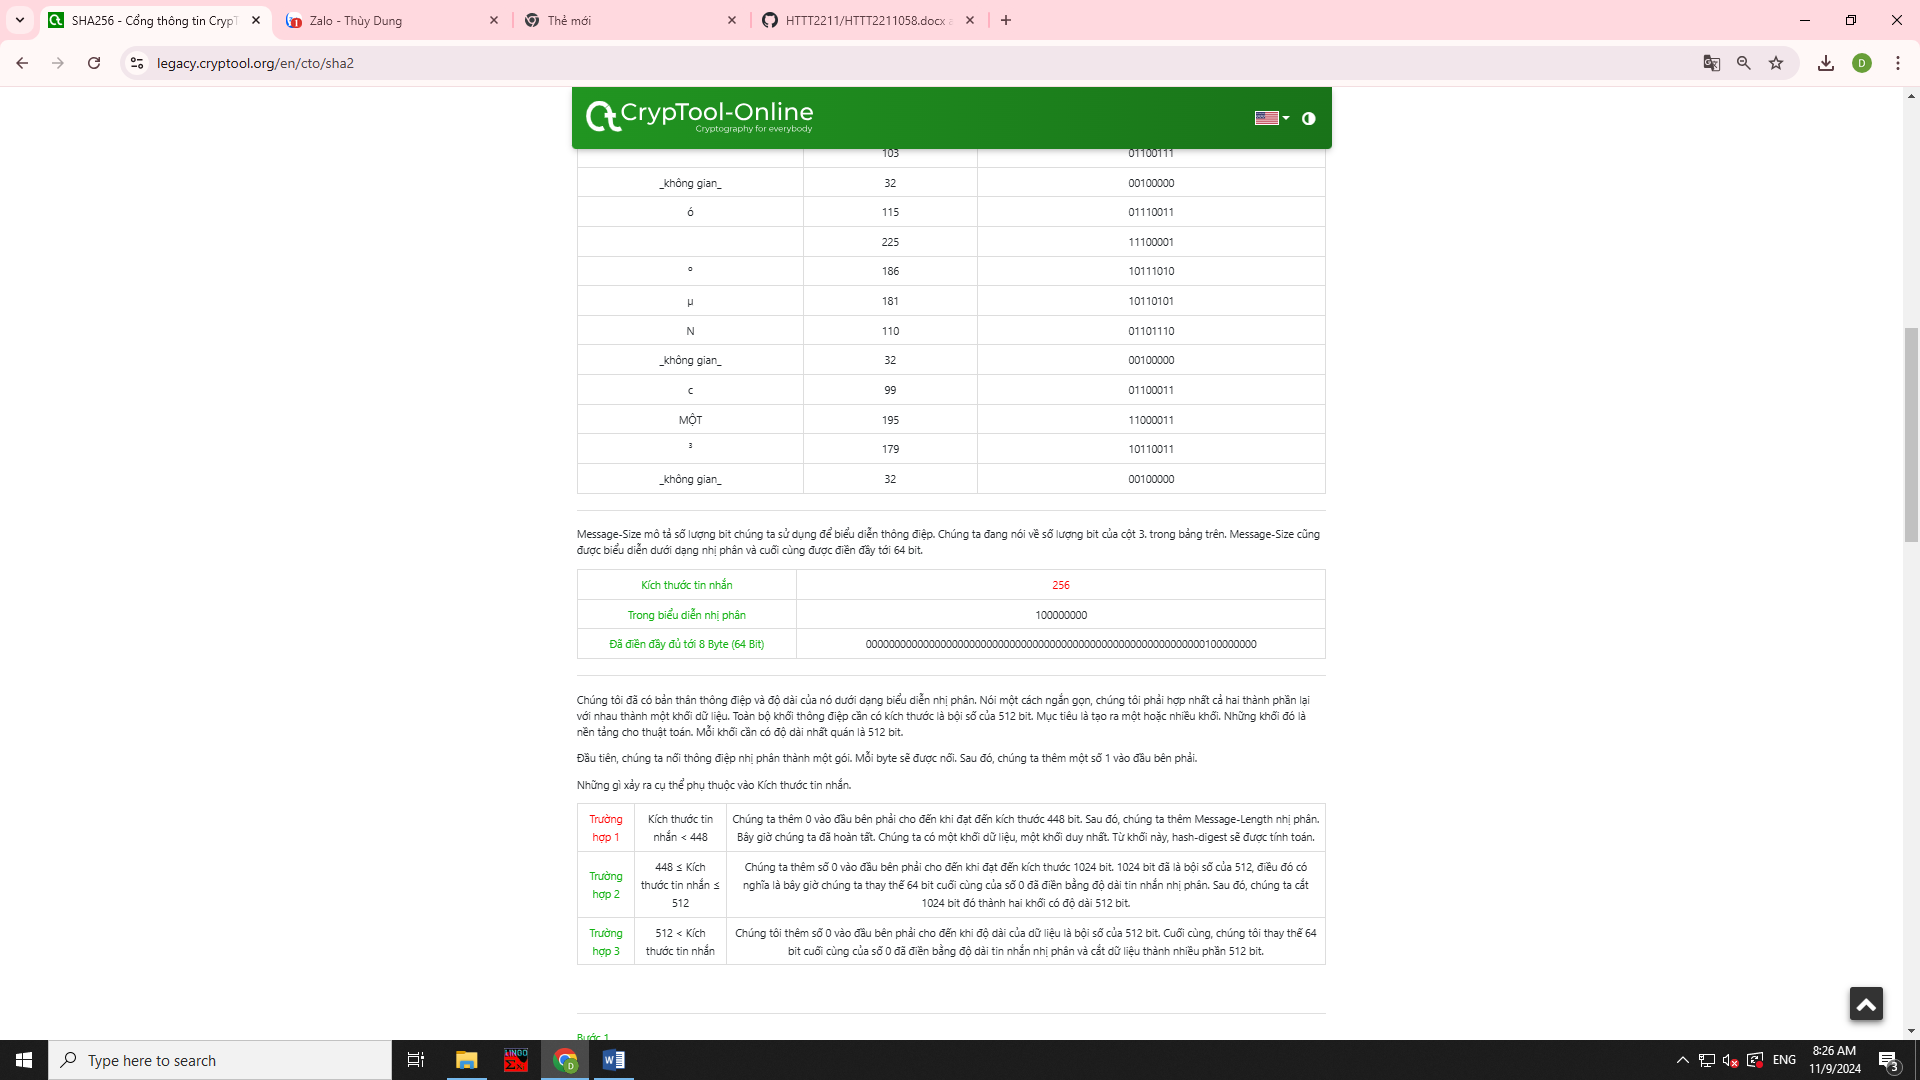 SHA256 - Cổng thông tin CrypT
Zalo - Thùy Dung
Thẻ mới
HTTT2211/HTTT2211058.docx a
legacy.cryptool.org/en/cto/sha2
D
CrypTool-Online
Cryptography for everybody
103 01100111
_không gian_ 32 00100000
ó 115 01110011
225 11100001
º 186 10111010
µ 181 10110101
N 110 01101110
_không gian_ 32 00100000
c 99 01100011
MỘT 195 11000011
³ 179 10110011
_không gian_ 32 00100000
Message-Size mô tả số lượng bit chúng ta sử dụng để biểu diễn thông điệp. Chúng ta đang nói về số lượng bit của cột 3. trong bảng trên. Message-Size cũng
được biểu diễn dưới dạng nhị phân và cuối cùng được điền đầy tới 64 bit.
Kích thước tin nhắn 256
Trong biểu diễn nhị phân 100000000
Đã điền đầy đủ tới 8 Byte (64 Bit) 0000000000000000000000000000000000000000000000000000000100000000
Chúng tôi đã có bản thân thông điệp và độ dài của nó dưới dạng biểu diễn nhị phân. Nói một cách ngắn gọn, chúng tôi phải hợp nhất cả hai thành phần lại
với nhau thành một khối dữ liệu. Toàn bộ khối thông điệp cần có kích thước là bội số của 512 bit. Mục tiêu là tạo ra một hoặc nhiều khối. Những khối đó là
nền tảng cho thuật toán. Mỗi khối cần có độ dài nhất quán là 512 bit.
Đầu tiên, chúng ta nối thông điệp nhị phân thành một gói. Mỗi byte sẽ được nối. Sau đó, chúng ta thêm một số 1 vào đầu bên phải.
Những gì xảy ra cụ thể phụ thuộc vào Kích thước tin nhắn.
Trường hợp 1
Kích thước tin nhắn < 448
Chúng ta thêm 0 vào đầu bên phải cho đến khi đạt đến kích thước 448 bit. Sau đó, chúng ta thêm Message-Length nhị phân.
Bây giờ chúng ta đã hoàn tất. Chúng ta có một khối dữ liệu, một khối duy nhất. Từ khối này, hash-digest sẽ được tính toán.
Trường hợp 2
448 ≤ Kích thước tin nhắn ≤ 512
Chúng ta thêm số 0 vào đầu bên phải cho đến khi đạt đến kích thước 1024 bit. 1024 bit đã là bội số của 512, điều đó có
nghĩa là bây giờ chúng ta thay thế 64 bit cuối cùng của số 0 đã điền bằng độ dài tin nhắn nhị phân. Sau đó, chúng ta cắt
1024 bit đó thành hai khối có độ dài 512 bit.
Trường hợp 3
512 < Kích thước tin nhắn
Chúng tôi thêm số 0 vào đầu bên phải cho đến khi độ dài của dữ liệu là bội số của 512 bit. Cuối cùng, chúng tôi thay thế 64
bit cuối cùng của số 0 đã điền bằng độ dài tin nhắn nhị phân và cắt dữ liệu thành nhiều phần 512 bit.
Bước 1
Type here to search
LINGO
ENG
8:26 AM
11/9/2024
3